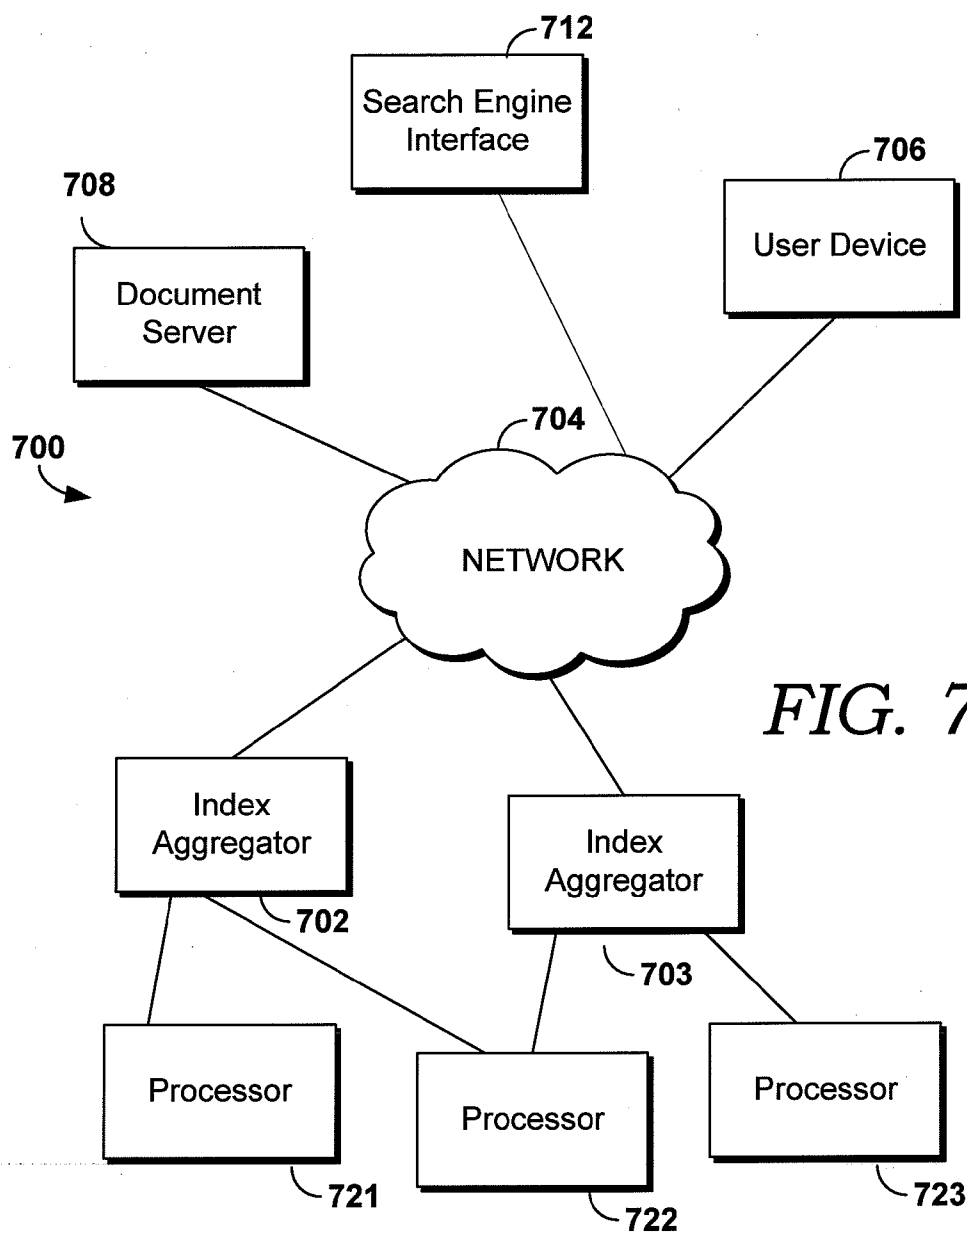 712
Search Engine
Interface
706
User Device
708
Document
Server
704
700
NETWORK
FIG. 7
Index
Aggregator
702
Index
Aggregator
703
Processor
721
Processor
722
Processor
723